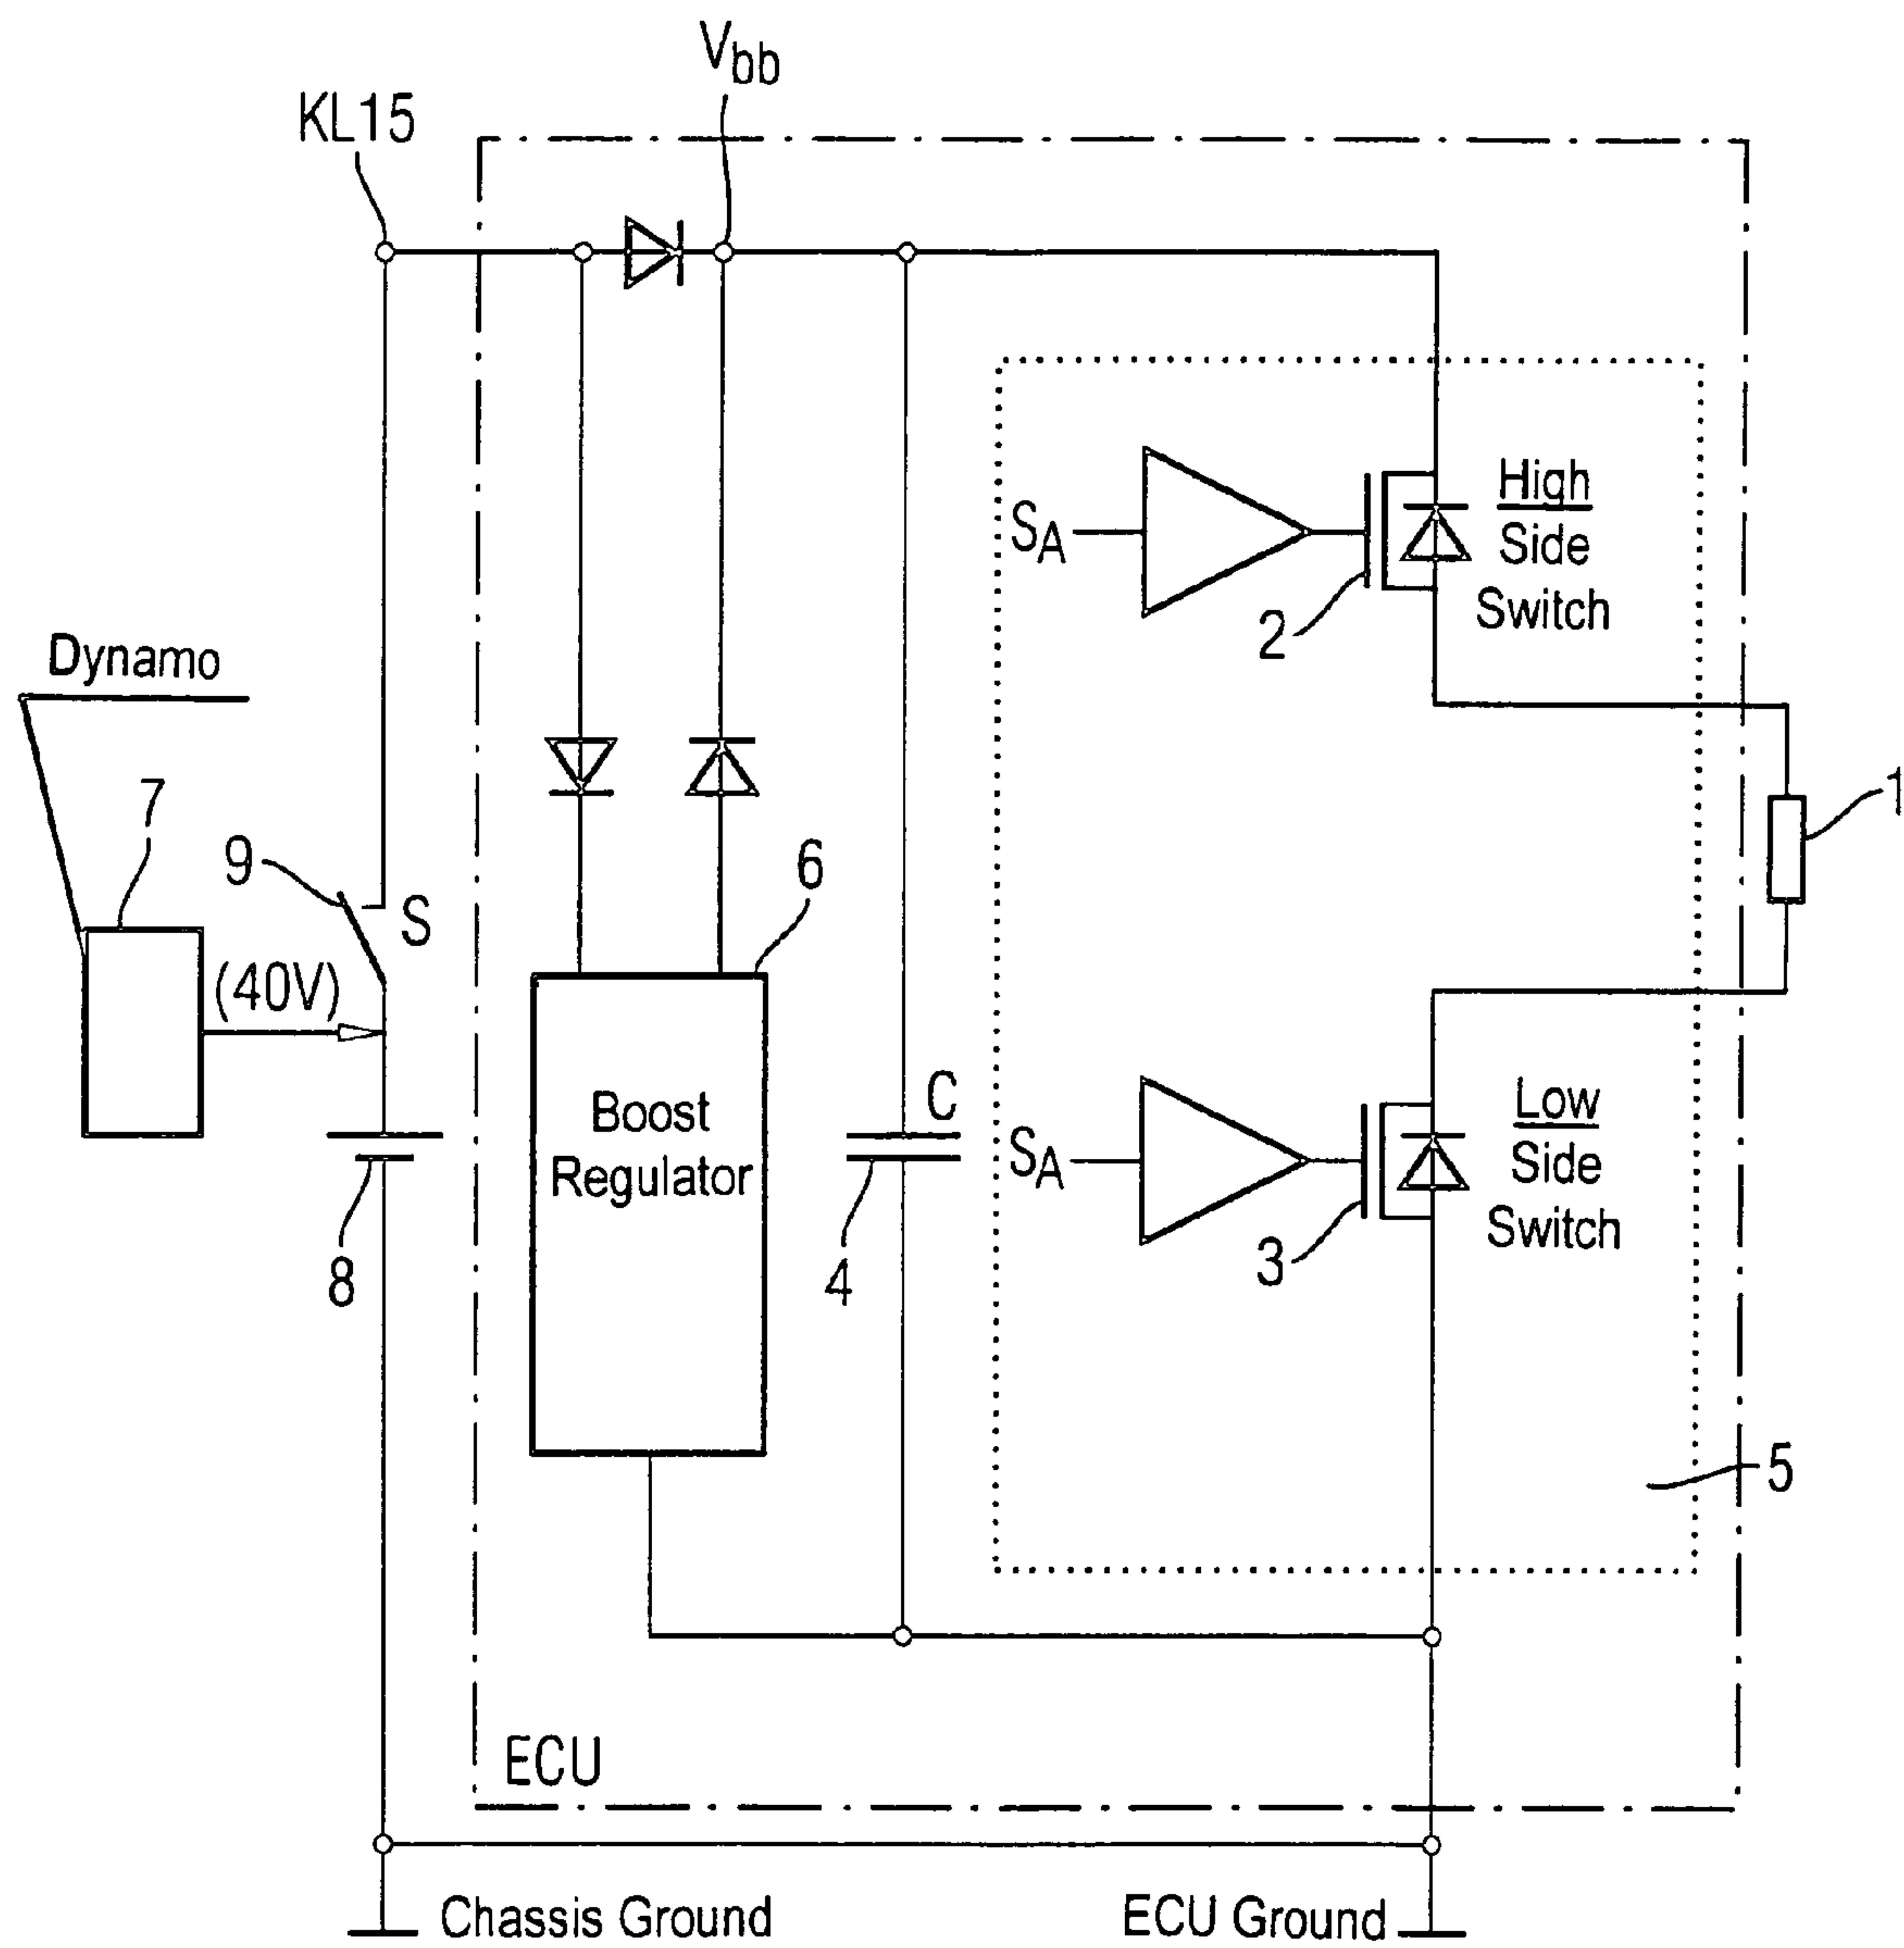 Vbb
KL15
High
Side
Switch
SA
2
Dynamo
7
1
9
S
6
(40V)
Boost
Regulator
C
Low
Side
Switch
SA
3
8
4
5
ECU
Chassis Ground
ECU Ground